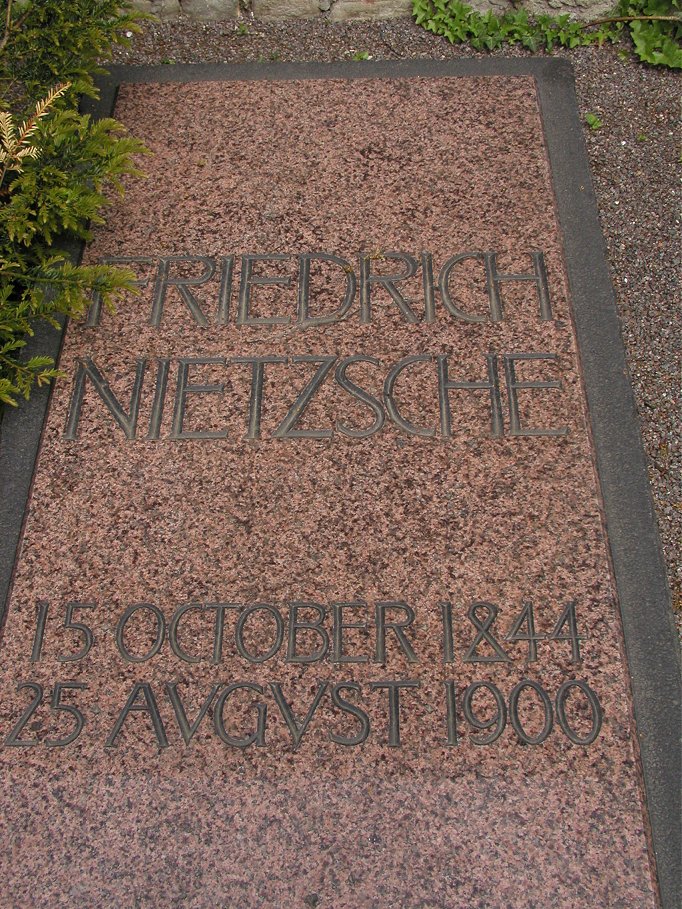 FRIEDRICH
NIETZSCHE
15 OCTOBER 1844
25·AVGVST 1900